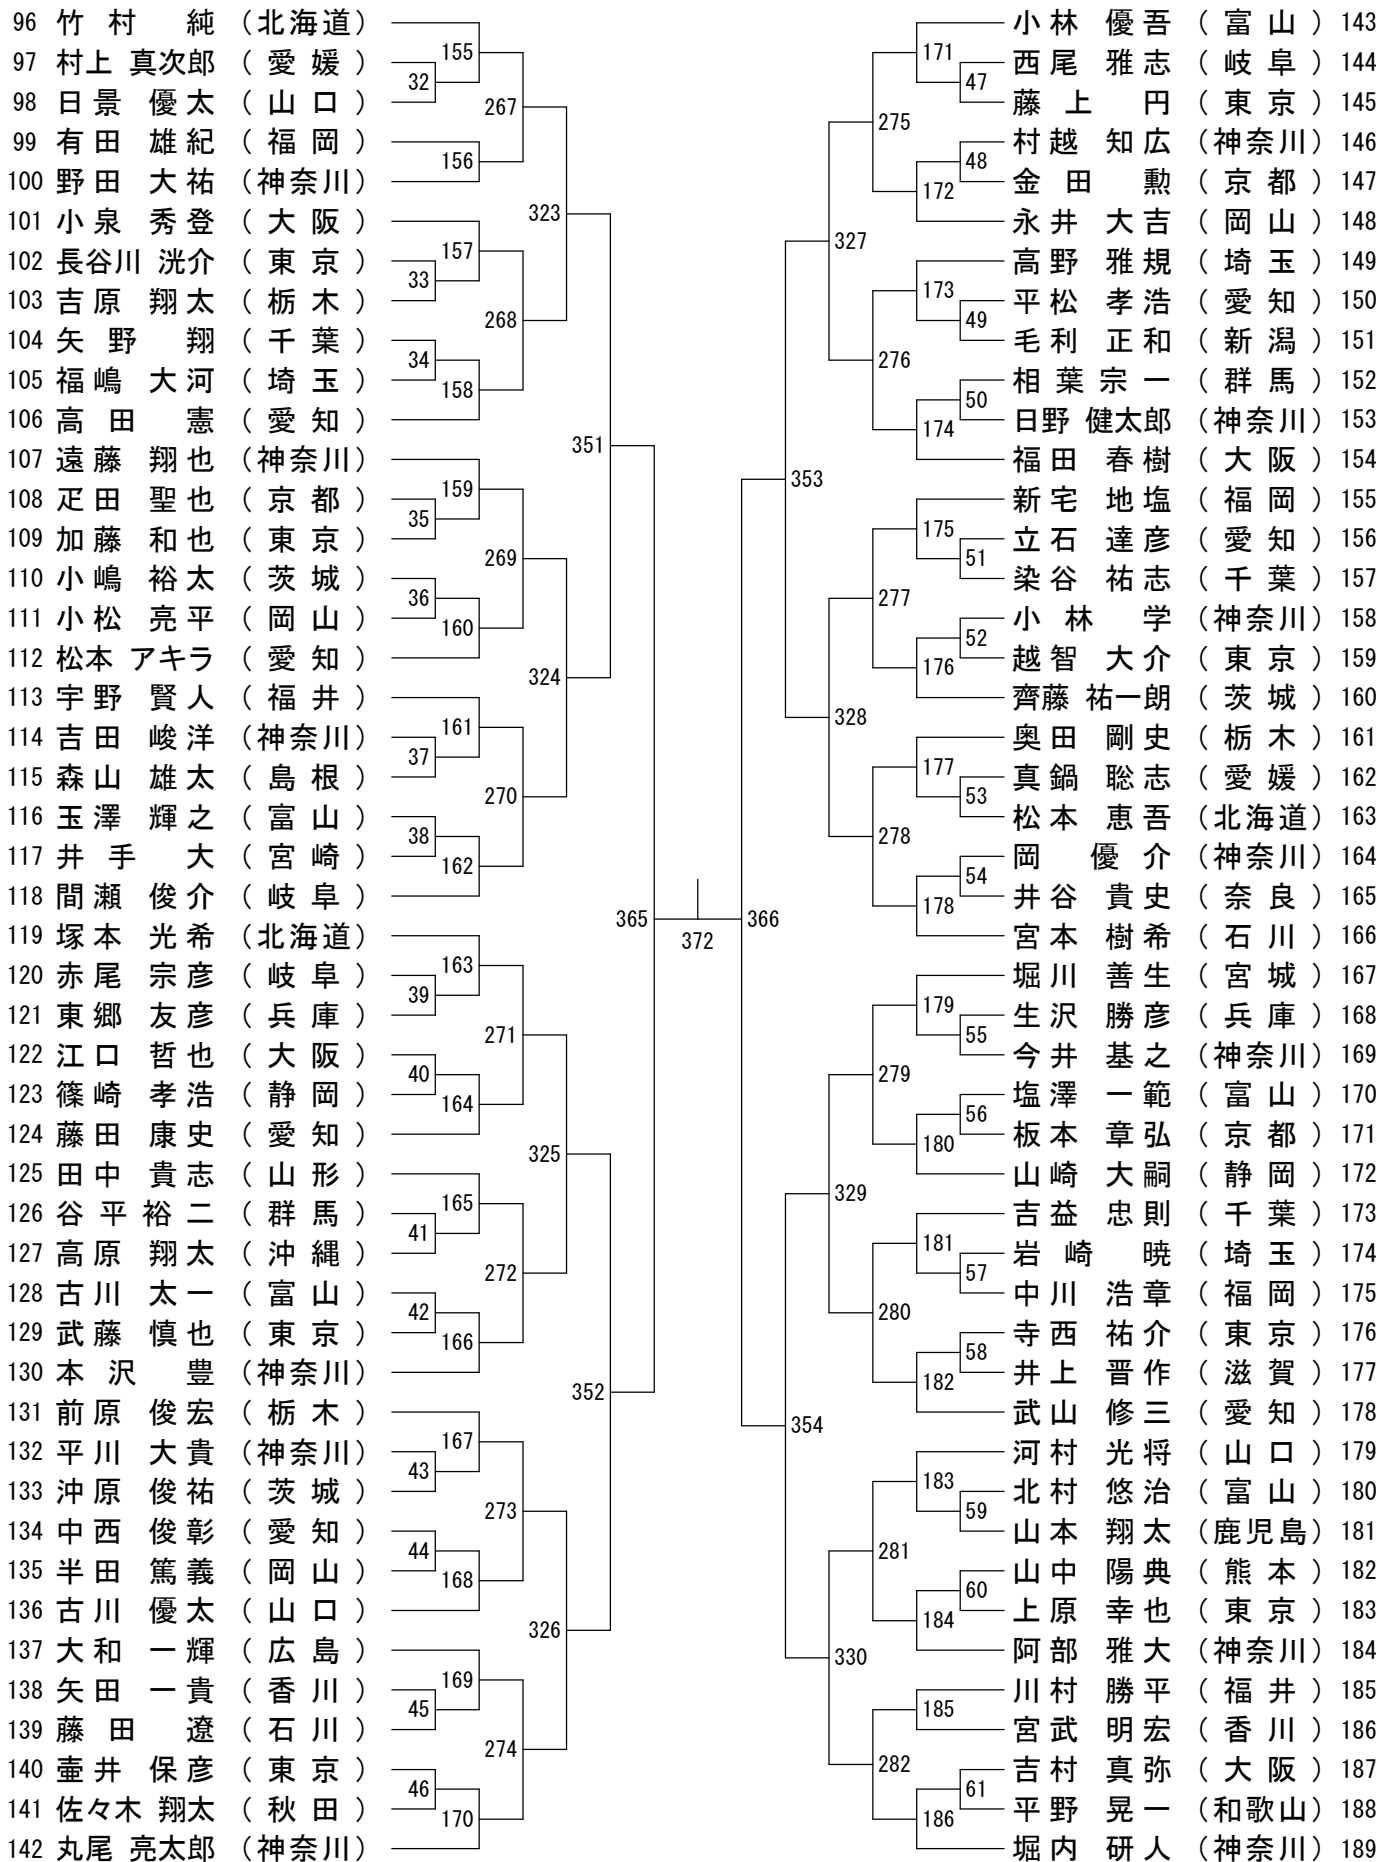 96 竹村 純 (北海道)
97 村上 真次郎 (愛媛)
98 日景 優太 (山口)
99 有田 雄紀 (福岡)
100 野田 大祐 (神奈川)
101 小泉 秀登 (大阪)
102 長谷川 洸介 (東京)
103 吉原 翔太 (栃木)
104 矢野 翔 (千葉)
105 福嶋 大河 (埼玉)
106 高田 憲 (愛知)
107 遠藤 翔也 (神奈川)
108 疋田 聖也 (京都)
109 加藤 和也 (東京)
110 小嶋 裕太 (茨城)
111 小松 亮平 (岡山)
112 松本 アキラ (愛知)
113 宇野 賢人 (福井)
114 吉田 峻洋 (神奈川)
115 森山 雄太 (島根)
116 玉澤 輝之 (富山)
117 井手 大 (宮崎)
118 間瀬 俊介 (岐阜)
119 塚本 光希 (北海道)
120 赤尾 宗彦 (岐阜)
121 東郷 友彦 (兵庫)
122 江口 哲也 (大阪)
123 篠崎 孝浩 (静岡)
124 藤田 康史 (愛知)
125 田中 貴志 (山形)
126 谷平 裕二 (群馬)
127 高原 翔太 (沖縄)
128 古川 太一 (富山)
129 武藤 慎也 (東京)
130 本沢 豊 (神奈川)
131 前原 俊宏 (栃木)
132 平川 大貴 (神奈川)
133 沖原 俊祐 (茨城)
134 中西 俊彰 (愛知)
135 半田 篤義 (岡山)
136 古川 優太 (山口)
137 大和 一輝 (広島)
138 矢田 一貴 (香川)
139 藤田 遼 (石川)
140 壷井 保彦 (東京)
141 佐々木 翔太 (秋田)
142 丸尾 亮太郎 (神奈川)
32
33
34
35
36
37
38
39
40
41
42
43
44
45
46
155
156
157
158
159
160
161
162
163
164
165
166
167
168
169
170
267
268
269
270
271
272
273
274
323
324
325
326
351
352
365
372
366
353
354
327
328
329
330
275
276
277
278
279
280
281
282
171
172
173
174
175
176
177
178
179
180
181
182
183
184
185
186
47
48
49
50
51
52
53
54
55
56
57
58
59
60
61
小林 優吾 (富山) 143
西尾 雅志 (岐阜) 144
藤上 円 (東京) 145
村越 知広 (神奈川) 146
金田 勲 (京都) 147
永井 大吉 (岡山) 148
高野 雅規 (埼玉) 149
平松 孝浩 (愛知) 150
毛利 正和 (新潟) 151
相葉 宗一 (群馬) 152
日野 健太郎 (神奈川) 153
福田 春樹 (大阪) 154
新宅 地塩 (福岡) 155
立石 達彦 (愛知) 156
染谷 祐志 (千葉) 157
小林 学 (神奈川) 158
越智 大介 (東京) 159
齊藤 祐一朗 (茨城) 160
奥田 剛史 (栃木) 161
真鍋 聡志 (愛媛) 162
松本 恵吾 (北海道) 163
岡 優介 (神奈川) 164
井谷 貴史 (奈良) 165
宮本 樹希 (石川) 166
堀川 善生 (宮城) 167
生沢 勝彦 (兵庫) 168
今井 基之 (神奈川) 169
塩澤 一範 (富山) 170
板本 章弘 (京都) 171
山崎 大嗣 (静岡) 172
吉益 忠則 (千葉) 173
岩崎 暁 (埼玉) 174
中川 浩章 (福岡) 175
寺西 祐介 (東京) 176
井上 晋作 (滋賀) 177
武山 修三 (愛知) 178
河村 光将 (山口) 179
北村 悠治 (富山) 180
山本 翔太 (鹿児島) 181
山中 陽典 (熊本) 182
上原 幸也 (東京) 183
阿部 雅大 (神奈川) 184
川村 勝平 (福井) 185
宮武 明宏 (香川) 186
吉村 真弥 (大阪) 187
平野 晃一 (和歌山) 188
堀内 研人 (神奈川) 189